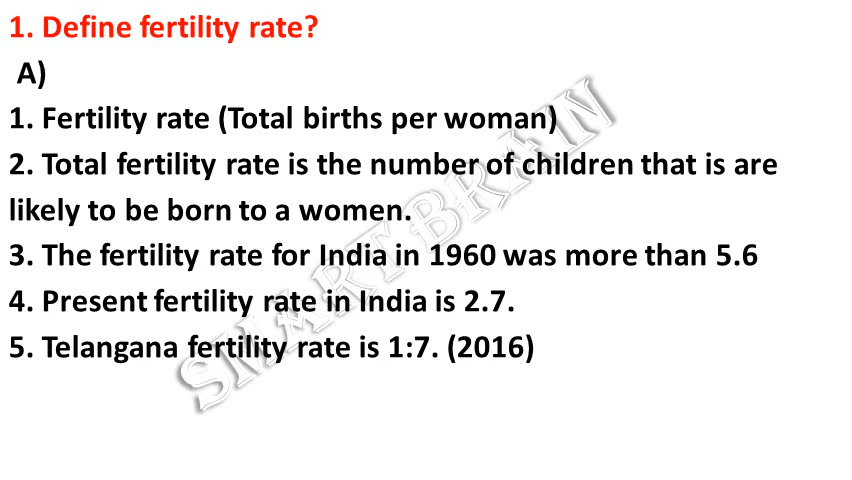 1. Define fertility rate?
A)
1. Fertility rate (Total births per woman)
2. Total fertility rate is the number of children that is are
likely to be born to a women.
3. The fertility rate for India in 1960 was more than 5.6
4. Present fertility rate in India is 2.7.
5. Telangana fertility rate is 1:7. (2016)
SMART BRAIN